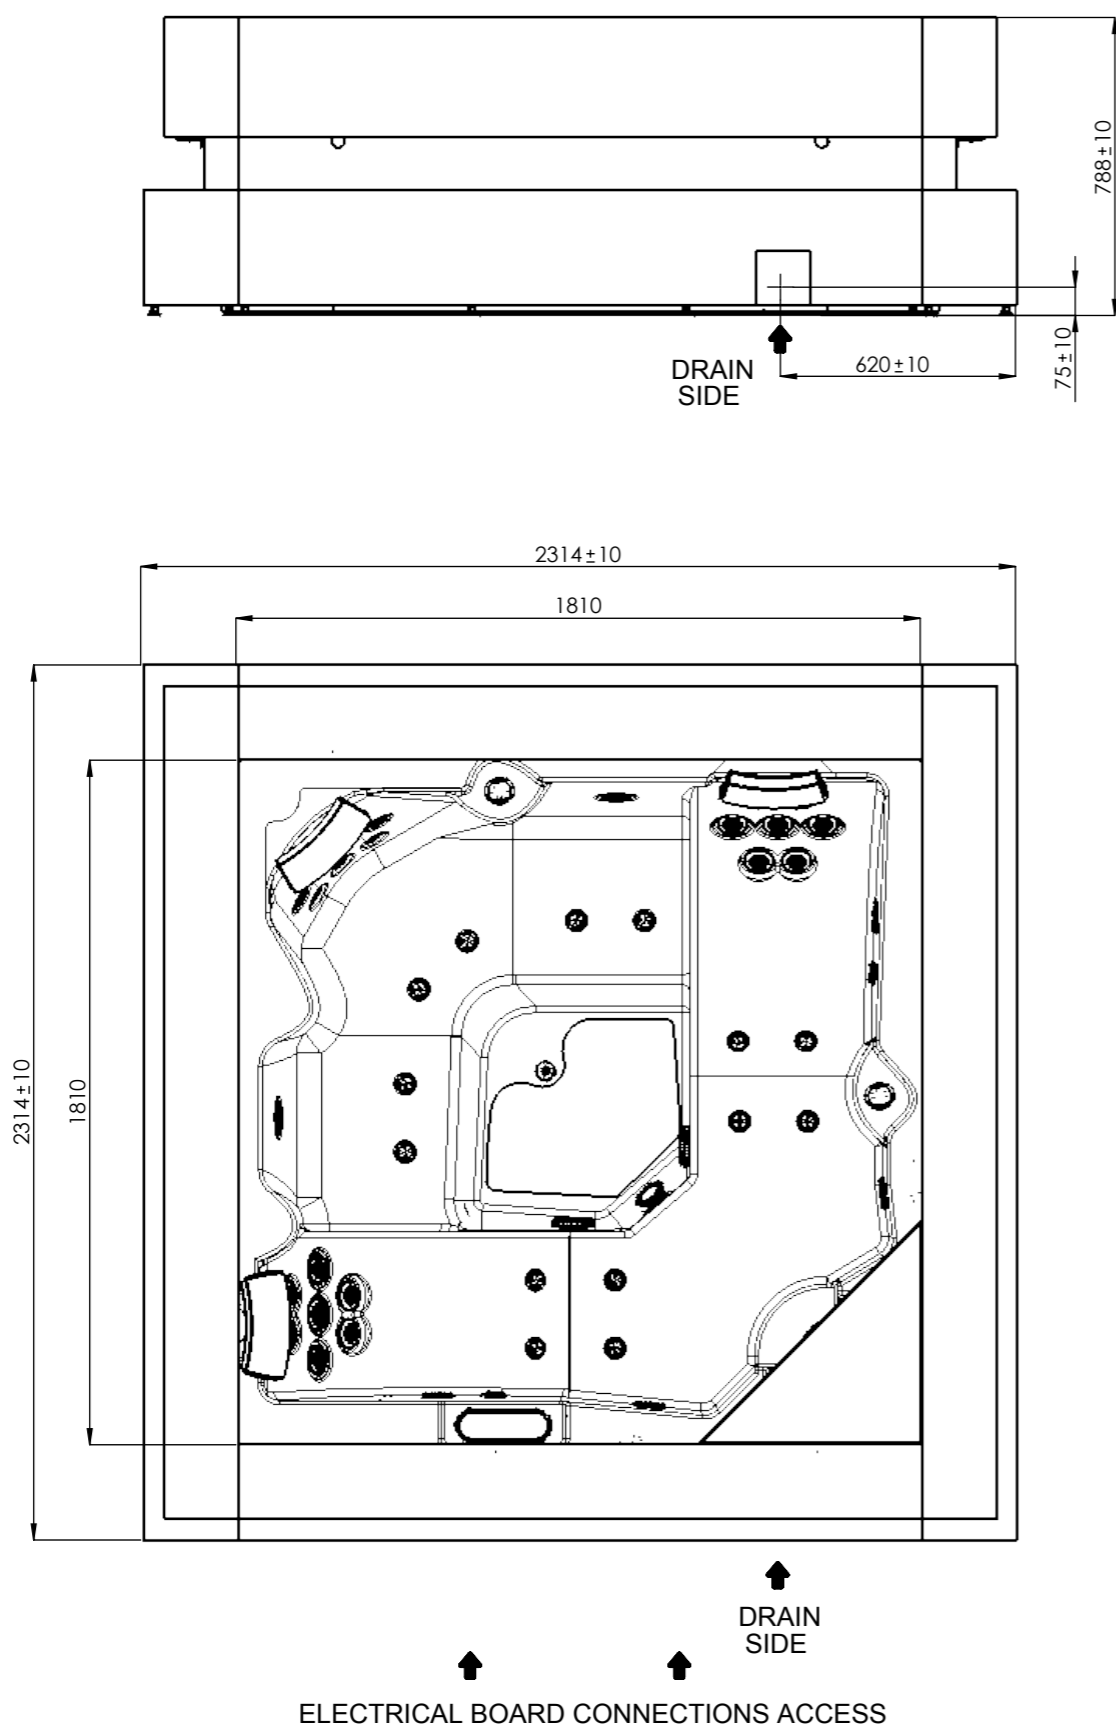 788±10
DRAIN
SIDE
620±10
75±10
2314±10
1810
2314±10
1810
DRAIN
SIDE
ELECTRICAL BOARD CONNECTIONS ACCESS